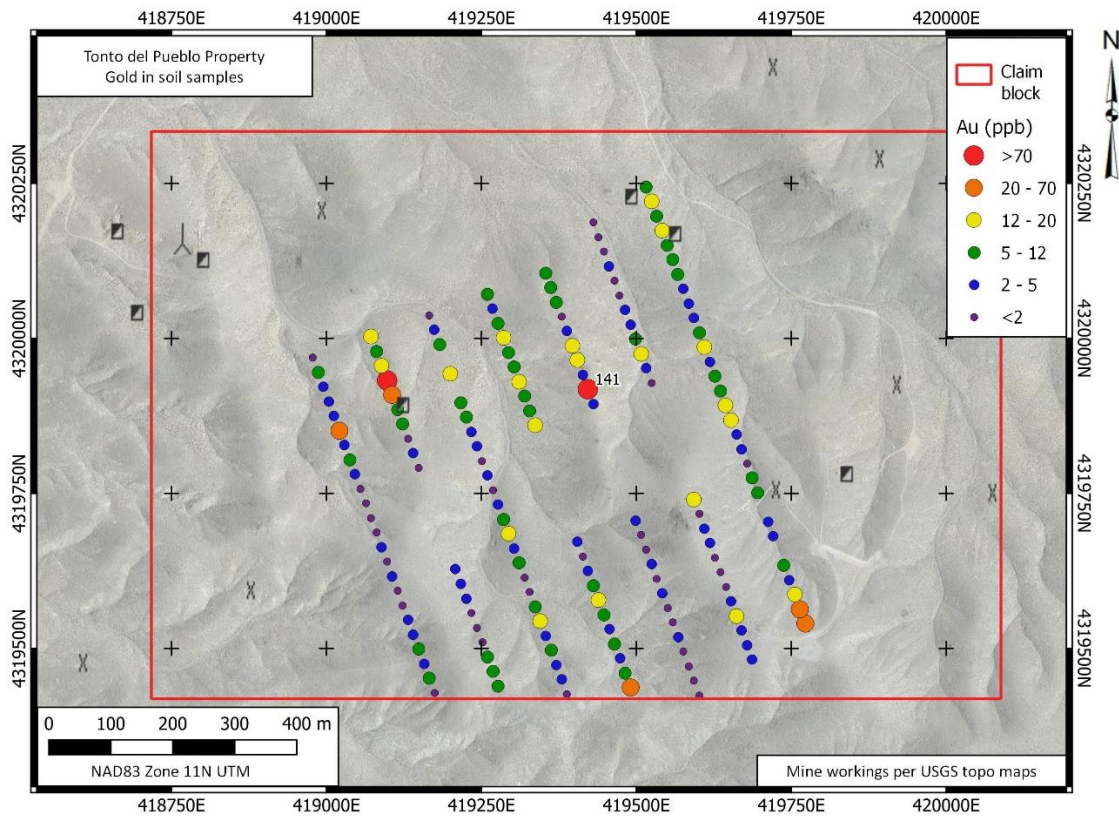 418750E 419000E 419250E 419500E 419750E 420000E
Tonto del Pueblo Property
Gold in soil samples
N
Claim
block
Au (ppb)
>70
20 - 70
12 - 20
5 - 12
2 - 5
<2
4320250N
4320000N
4319750N
4319500N
4320250N
4320000N
4319750N
4319500N
141
0 100 200 300 400 m
NAD83 Zone 11N UTM
Mine workings per USGS topo maps
418750E 419000E 419250E 419500E 419750E 420000E